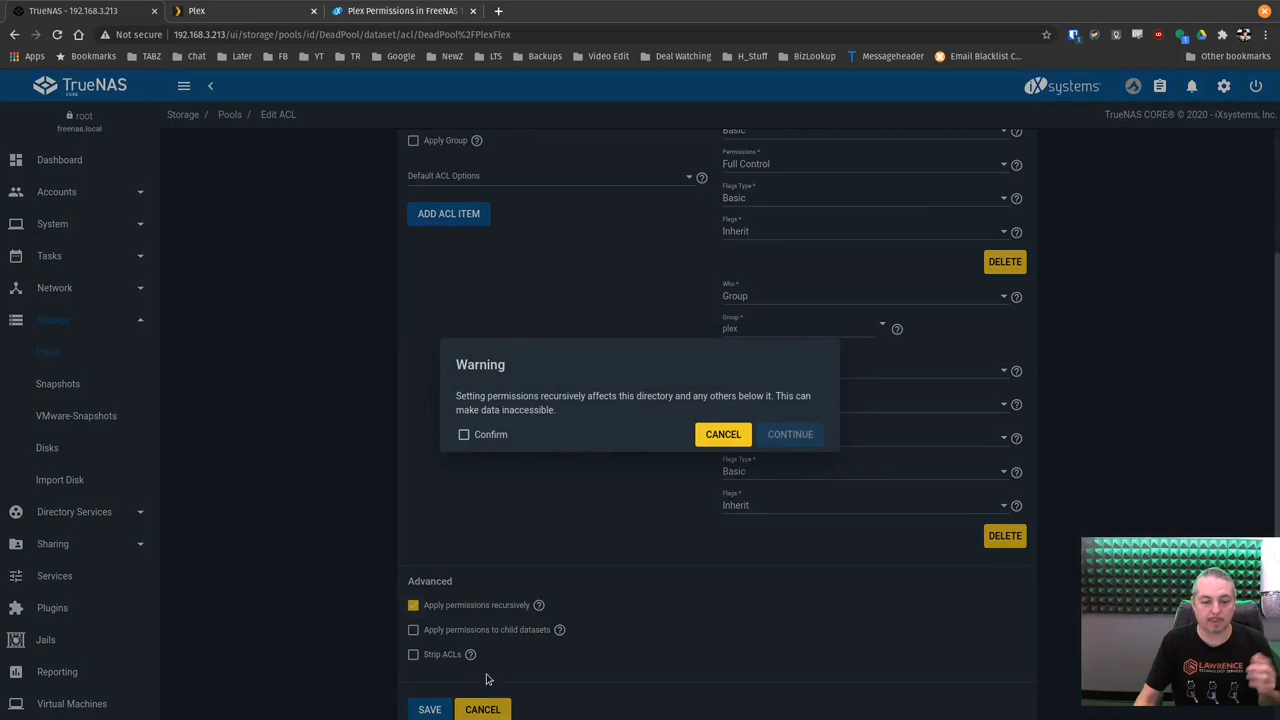 TrueNAS - 192.168.3.213
Plex
Plex Permissions in FreeNAS
Not secure
192.168.3.213/ui/storage/pools/id/DeadPool/dataset/acl/DeadPool%2FPlexFlex
Apps
Bookmarks
TABZ
Chat
Later
FB
YT
TR
Google
NewZ
LTS
Backups
Video Edit
Deal Watching
H_Stuff
BizLookup
Messageheader
Email Blacklist C...
Other bookmarks
TrueNAS
CORE
iXsystems
root
freenas.local
Storage / Pools / Edit ACL
TrueNAS CORE® © 2020 - iXsystems, Inc.
Dashboard
Accounts
System
Tasks
Network
Storage
Pools
Snapshots
VMware-Snapshots
Disks
Import Disk
Directory Services
Sharing
Services
Plugins
Jails
Reporting
Virtual Machines
Apply Group
Default ACL Options
ADD ACL ITEM
Basic
Permissions *
Full Control
Flags Type *
Basic
Flags *
Inherit
DELETE
Who *
Group
Group *
plex
Warning
Setting permissions recursively affects this directory and any others below it. This can
make data inaccessible.
Confirm
CANCEL
CONTINUE
Flags Type *
Basic
Flags *
Inherit
DELETE
Advanced
Apply permissions recursively
Apply permissions to child datasets
Strip ACLs
SAVE
CANCEL
LAWRENCE